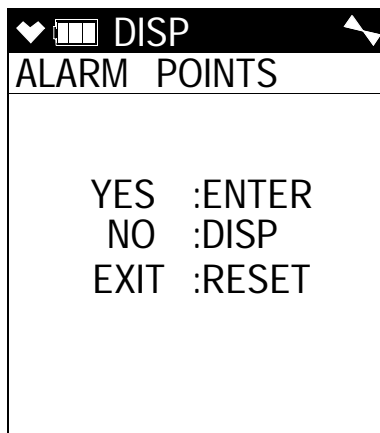 DISP
ALARM POINTS
YES :ENTER
NO :DISP
EXIT :RESET